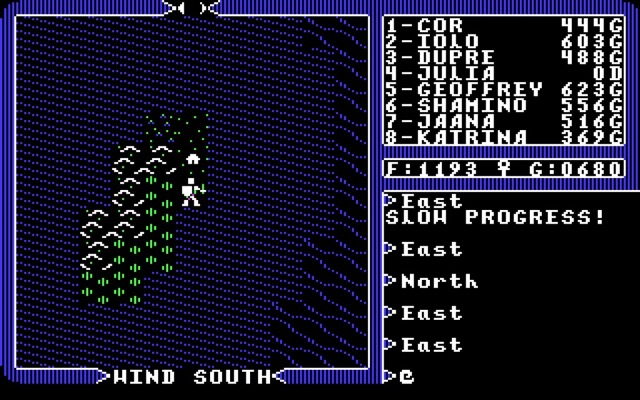 1-COR 444G
2-IOLO 603G
3-DUPRE 488G
4-JULIA 0D
5-GEOFFREY 623G
6-SHAMINO 556G
7-JAANA 516G
8-KATRINA 369G
F:1193 G:0680
East
SLOW PROGRESS!
East
North
East
East
WIND SOUTH